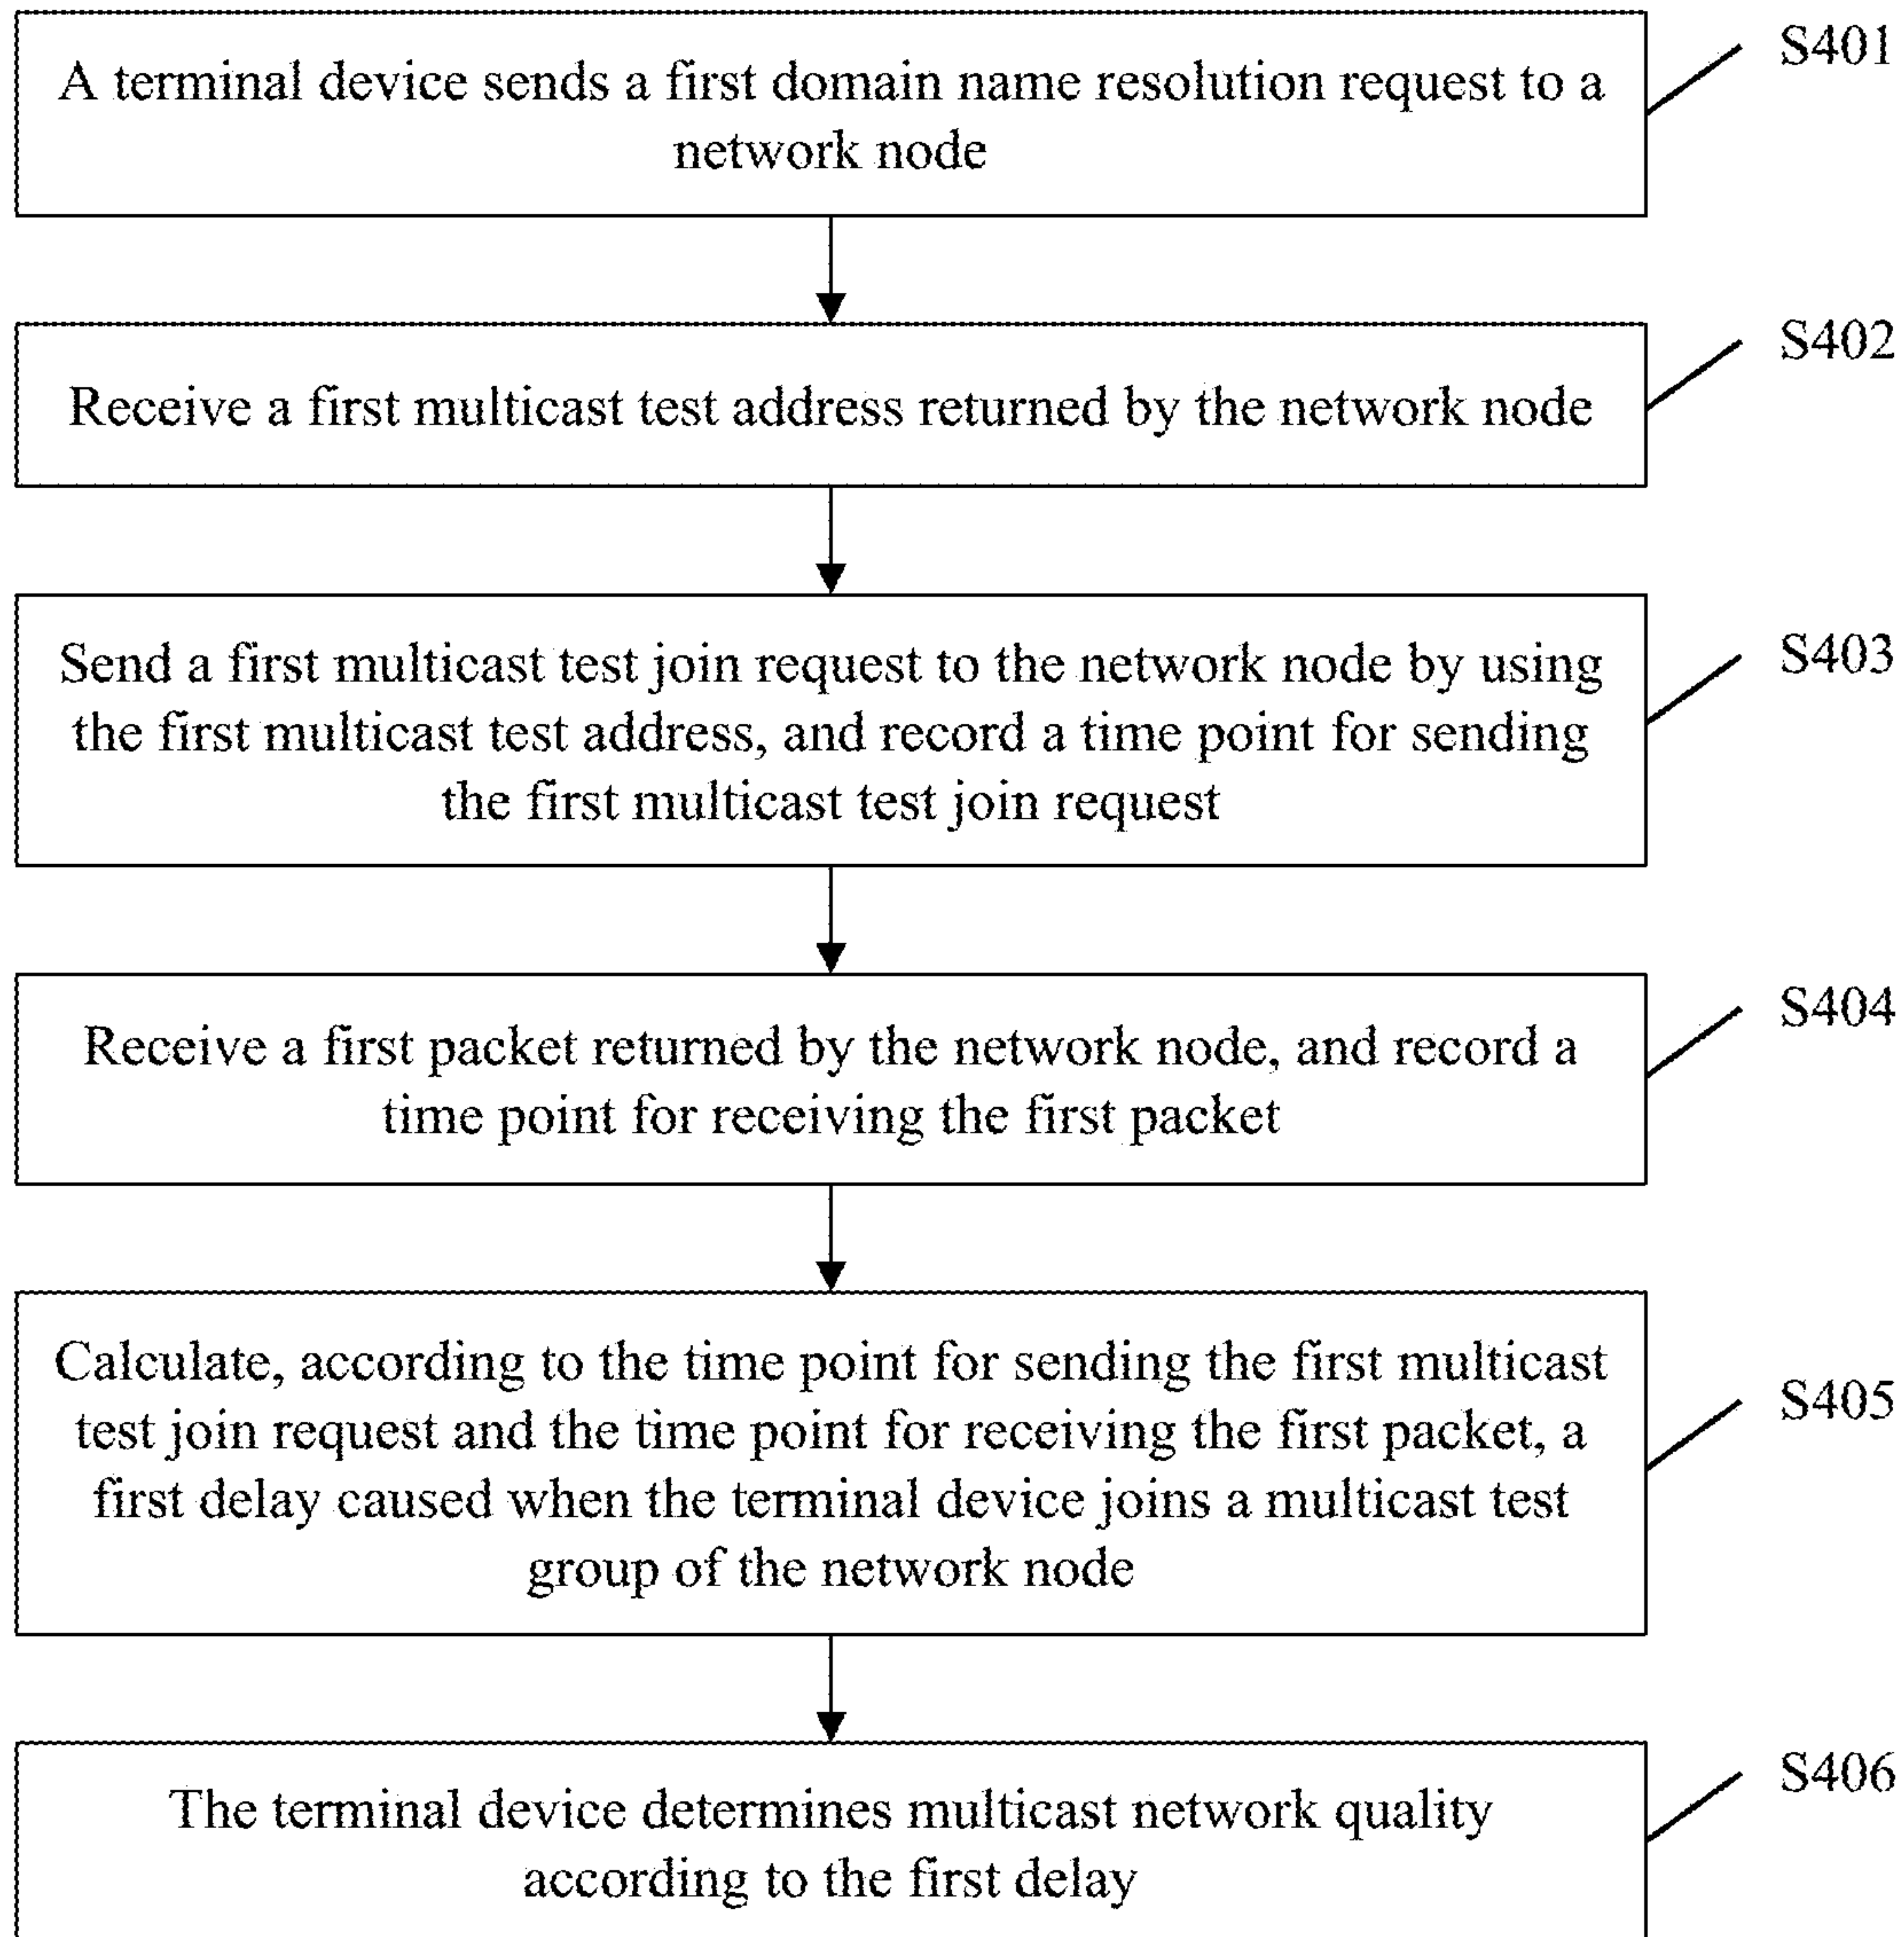 A terminal device sends a first domain name resolution request to a
network node
S401
Receive a first multicast test address returned by the network node
S402
Send a first multicast test join request to the network node by using
the first multicast test address, and record a time point for sending
the first multicast test join request
S403
Receive a first packet returned by the network node, and record a
time point for receiving the first packet
S404
Calculate, according to the time point for sending the first multicast
test join request and the time point for receiving the first packet, a
first delay caused when the terminal device joins a multicast test
group of the network node
S405
The terminal device determines multicast network quality
according to the first delay
S406